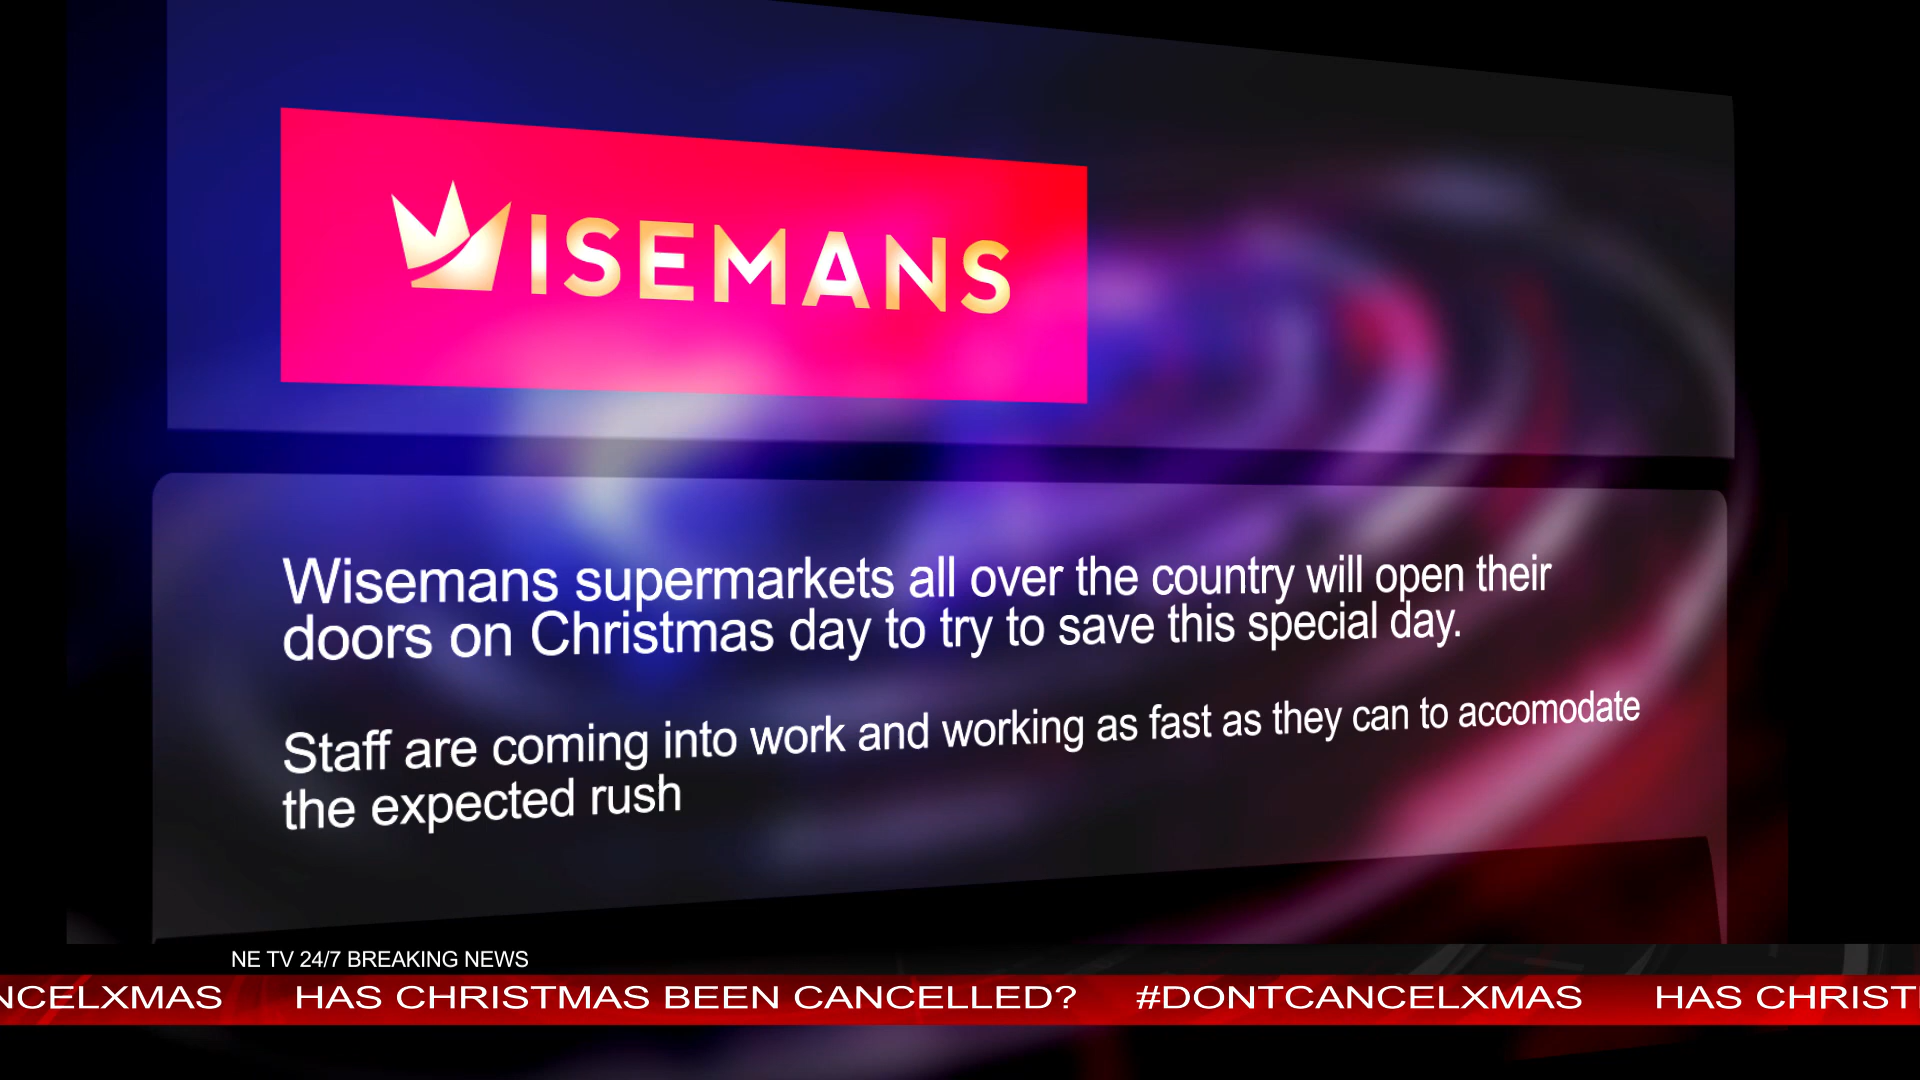 WISEMANS
Wisemans supermarkets all over the country will open their
doors on Christmas day to try to save this special day.
Staff are coming into work and working as fast as they can to accomodate
the expected rush
NE TV 24/7 BREAKING NEWS
NCELXMAS HAS CHRISTMAS BEEN CANCELLED? #DONTCANCELXMAS HAS CHRIST